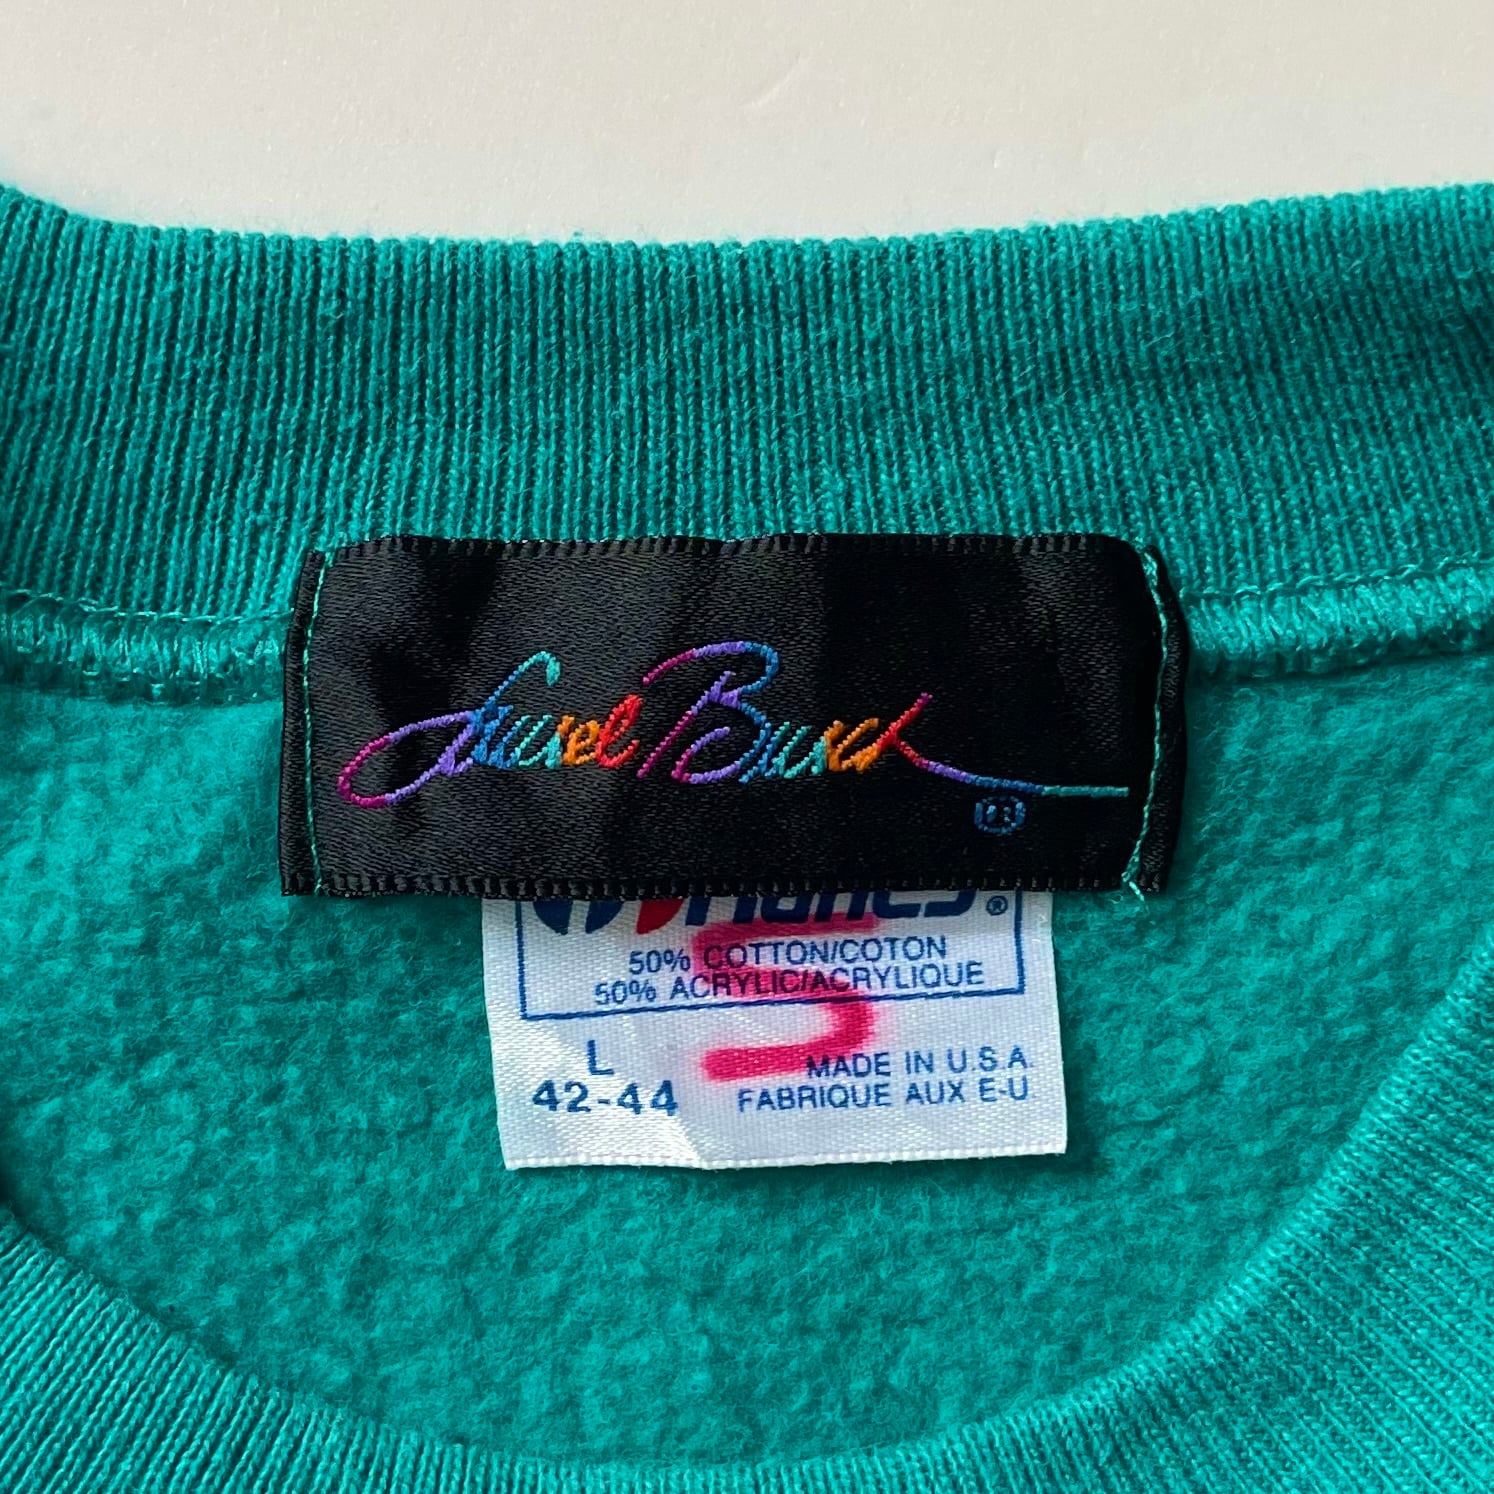 Laurel Burch
®
®
50% COTTON/COTON
50% ACRYLIC/ACRYLIQUE
L
42-44
MADE IN U.S.A.
FABRIQUE AUX E-U